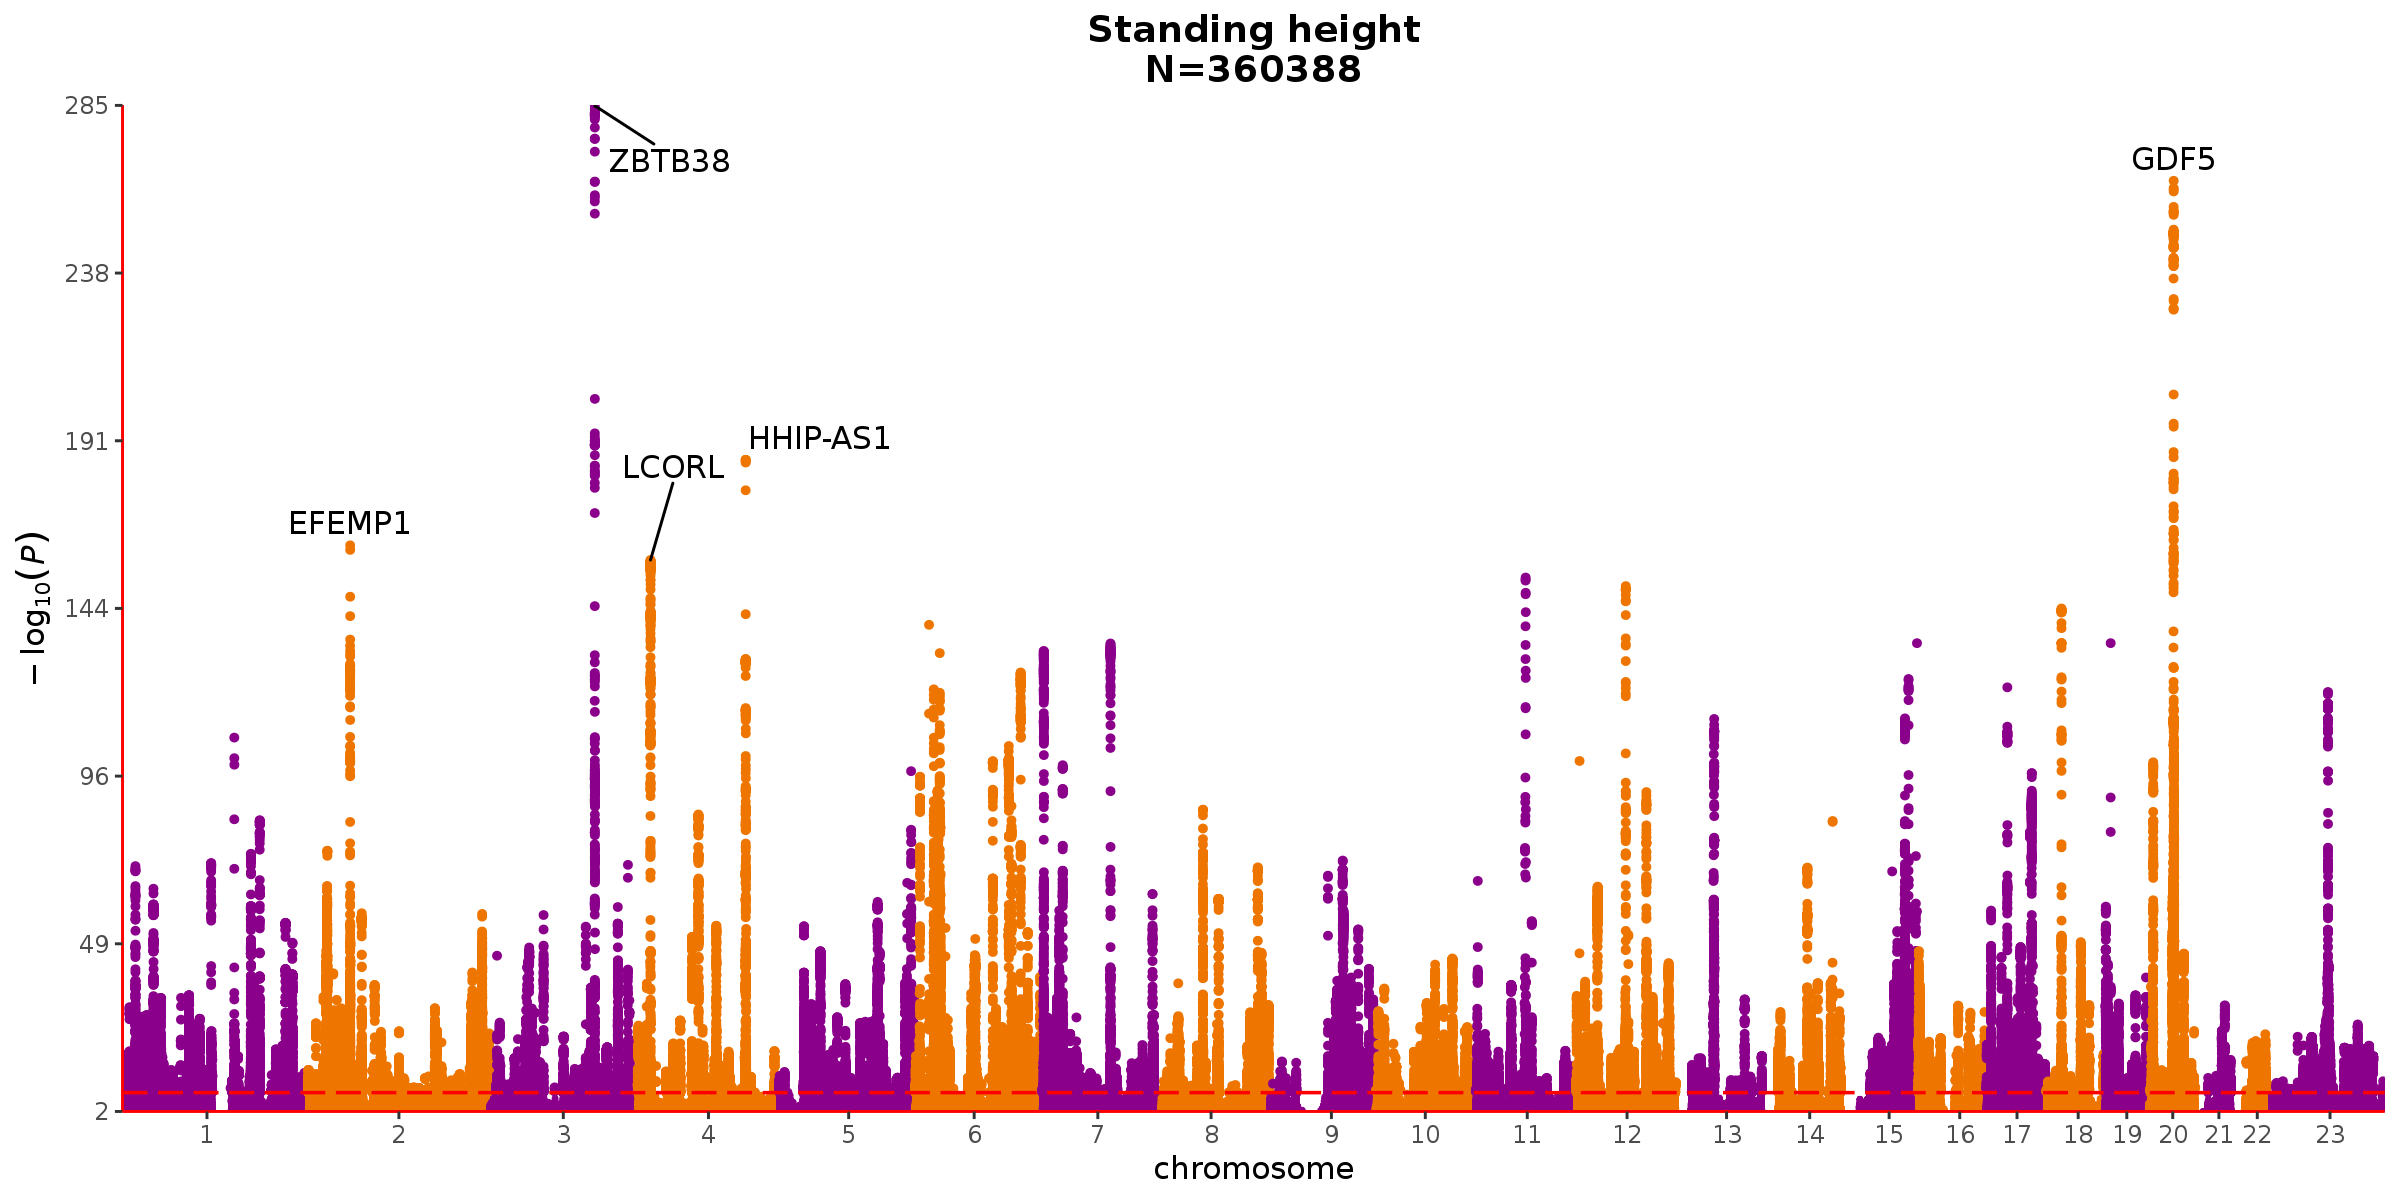 Standing height
N=360388
285
238
191
144
96
49
2
−log10(P)
ZBTB38
GDF5
HHIP-AS1
LCORL
EFEMP1
1 2 3 4 5 6 7 8 9 10 11 12 13 14 15 16 17 18 19 20 21 22 23
chromosome